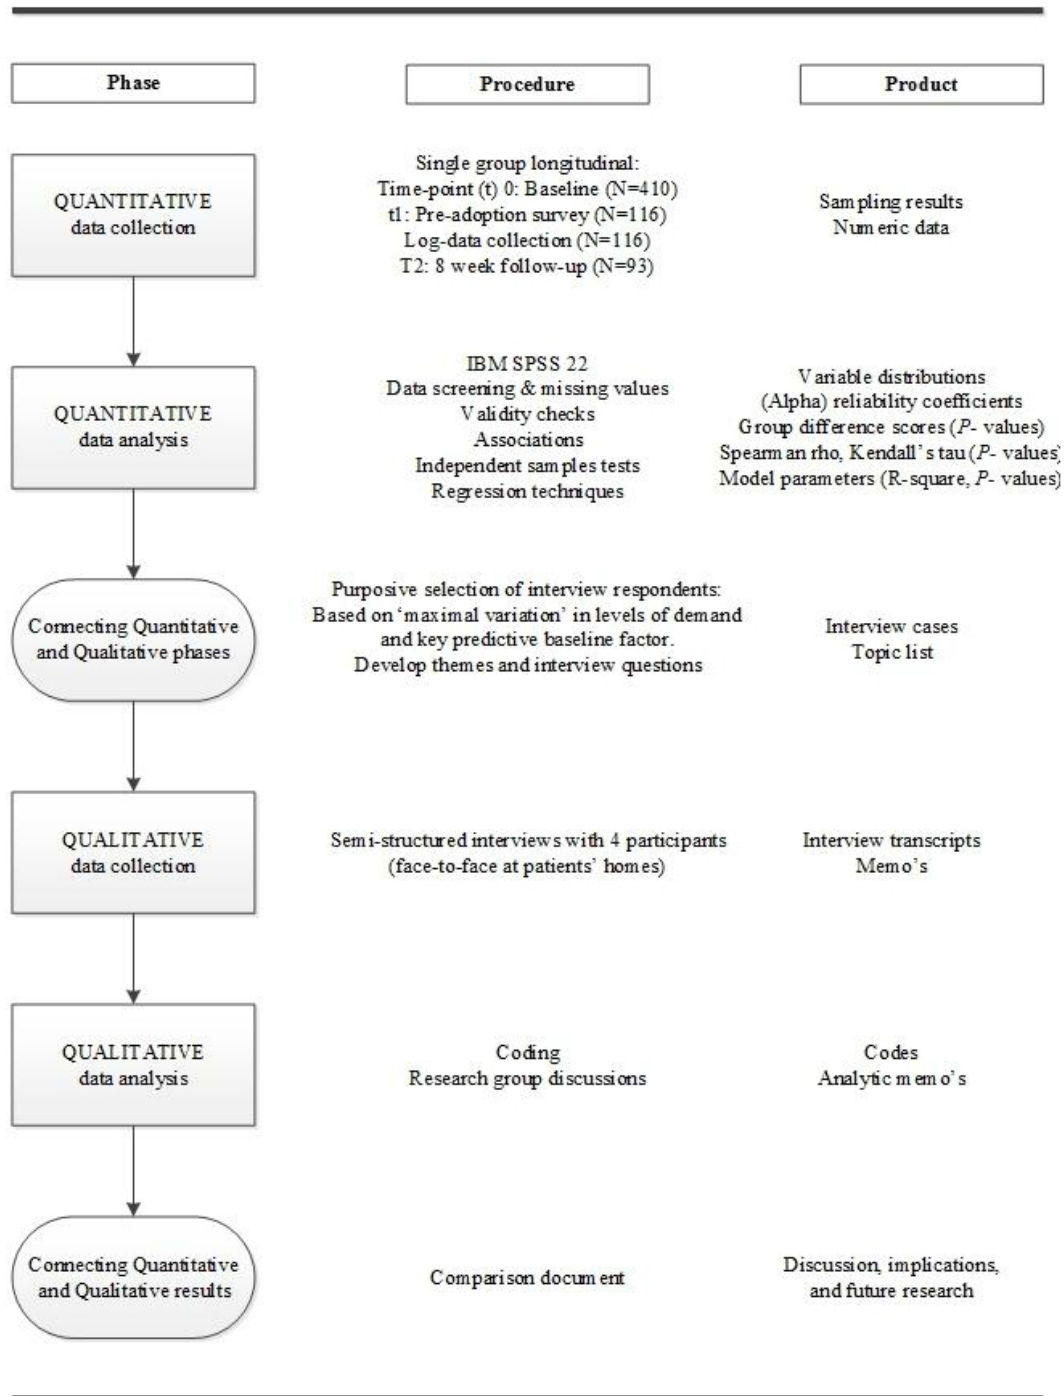 Phase
Procedure
Product
QUANTITATIVE
data collection
Single group longitudinal:
Time-point (t) 0: Baseline (N=410)
t1: Pre-adoption survey (N=116)
Log-data collection (N=116)
T2: 8 week follow-up (N=93)
Sampling results
Numeric data
QUANTITATIVE
data analysis
IBM SPSS 22
Data screening & missing values
Validity checks
Associations
Independent samples tests
Regression techniques
Variable distributions
(Alpha) reliability coefficients
Group difference scores (P- values)
Spearman rho, Kendall's tau (P- values)
Model parameters (R-square, P- values)
Connecting Quantitative
and Qualitative phases
Purposive selection of interview respondents:
Based on 'maximal variation' in levels of demand
and key predictive baseline factor.
Develop themes and interview questions
Interview cases
Topic list
QUALITATIVE
data collection
Semi-structured interviews with 4 participants
(face-to-face at patients' homes)
Interview transcripts
Memo's
QUALITATIVE
data analysis
Coding
Research group discussions
Codes
Analytic memo's
Connecting Quantitative
and Qualitative results
Comparison document
Discussion, implications,
and future research